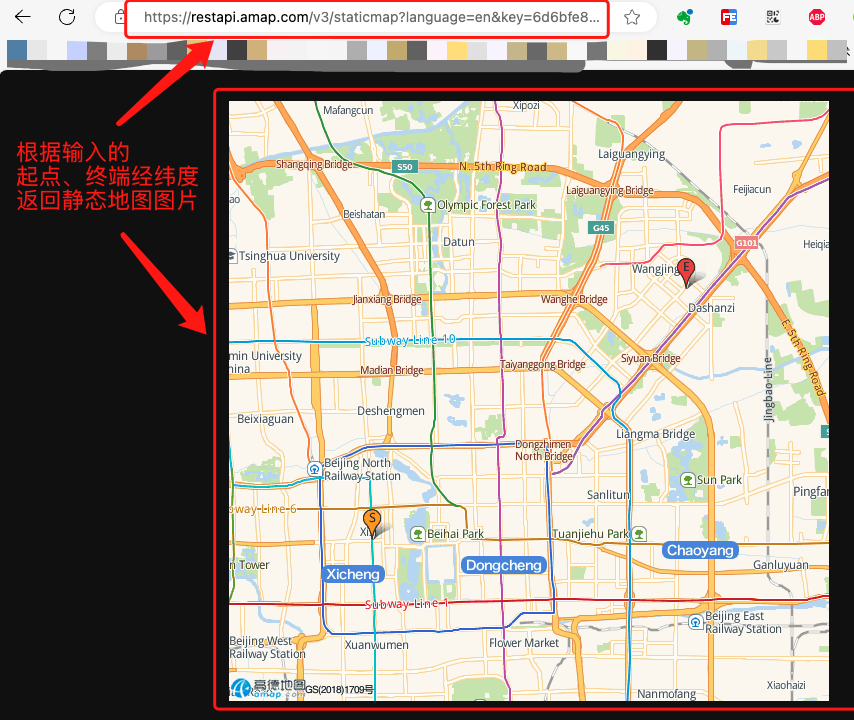 https://restapi.amap.com/v3/staticmap?language=en&key=6d6bfe8...
FE
ABP
根据输入的
起点、终端经纬度
返回静态地图图片
Mafangcun
Xipozi
Laiguangying
Shangqing Bridge
S50
N. 5th Ring Road
Laiguangying Bridge
Feijiacun
Olympic Forest Park
Beishatan
G45
Datun
G101
Heiqia
Tsinghua University
Wangjing
E
Jianxiang Bridge
Wanghe Bridge
Dashanzi
Subway Line 10
E. 5th Ring Road
min University
hina
Madian Bridge
Taiyanggong Bridge
Siyuan Bridge
Jingbao Line
Deshengmen
Beixiaguan
Liangma Bridge
Dongzhimen
North Bridge
Beijing North
Railway Station
Sun Park
Sanlitun
Pingfan
bway Line 6
S
Xi
Beihai Park
Tuanjiehu Park
Chaoyang
n Tower
Xicheng
Dongcheng
Ganluyuan
Subway Line 1
Beijing East
Railway Station
Beijing West
Railway Station
Xuanwumen
Flower Market
Xiaohaizi
Nanmofang
高德地图
amap.com
GS(2018)1709号